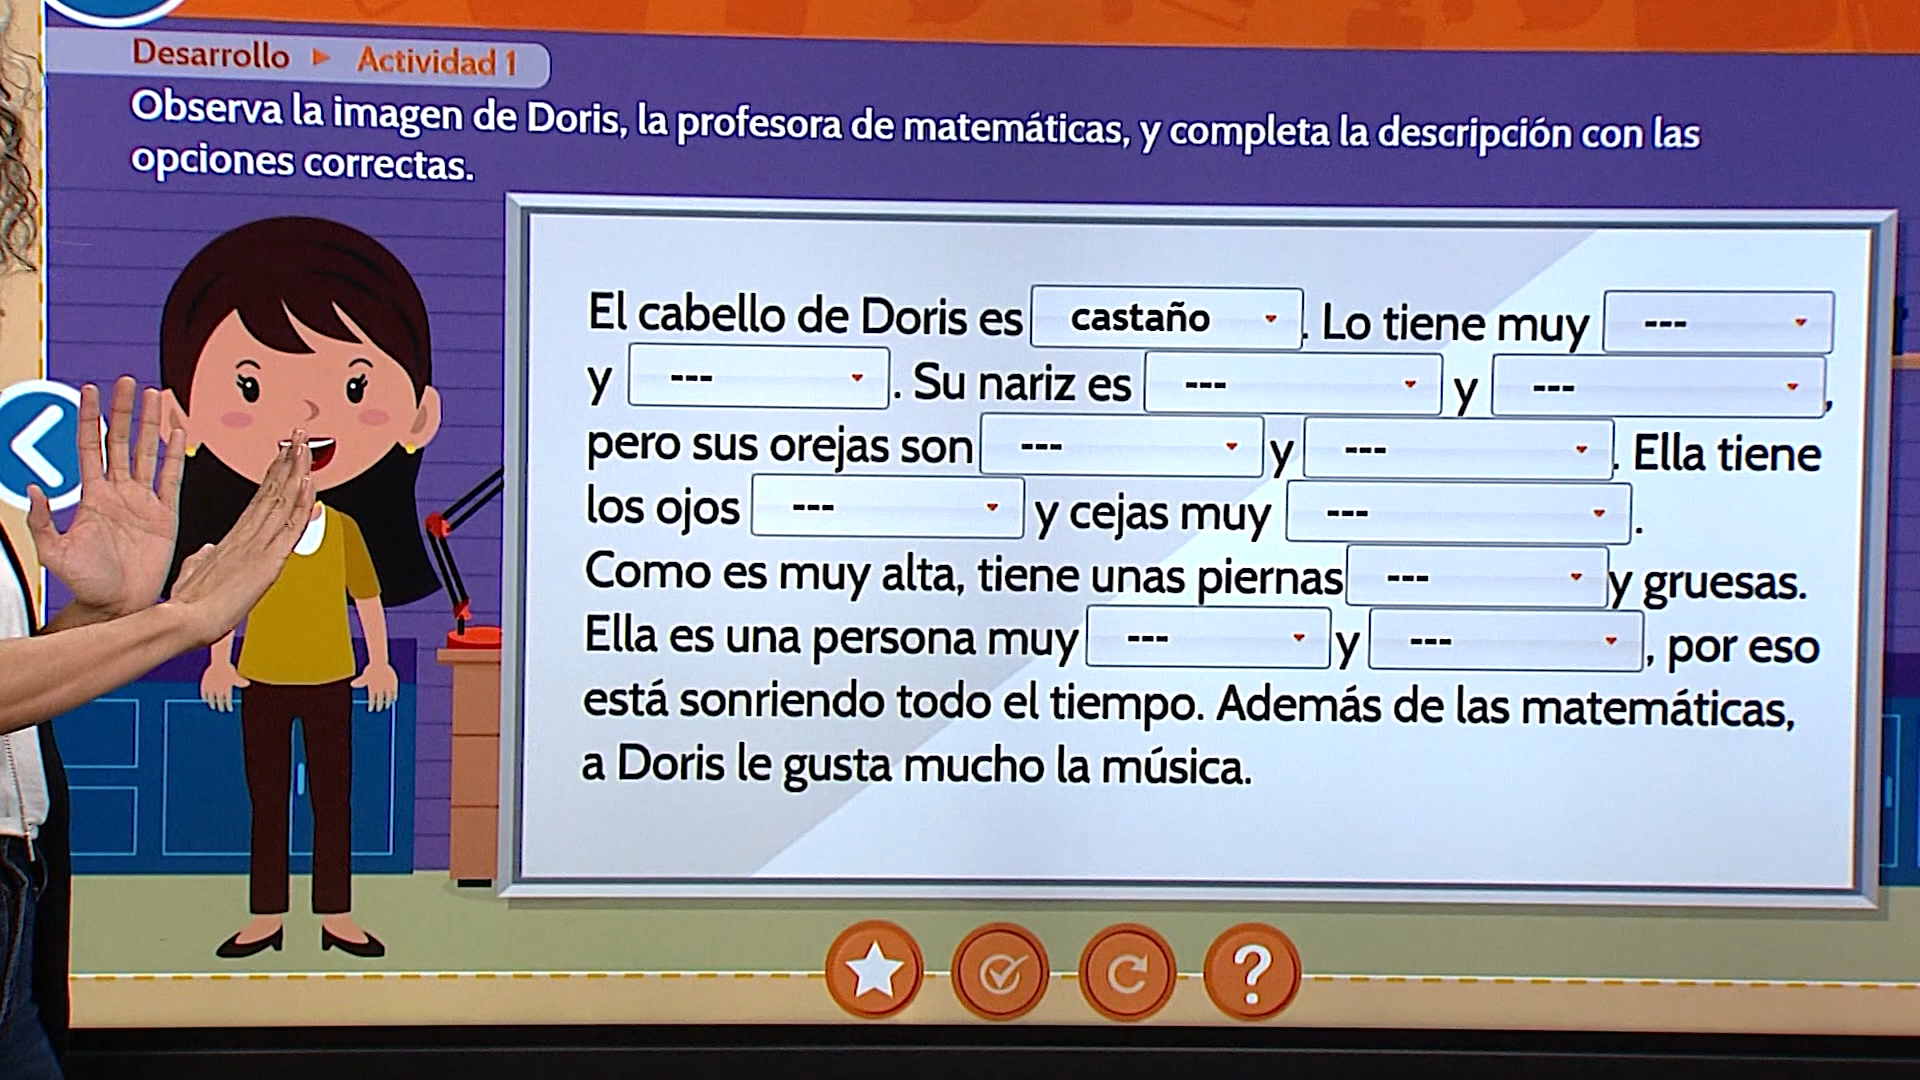 Desarrollo ▶ Actividad 1
Observa la imagen de Doris, la profesora de matemáticas, y completa la descripción con las
opciones correctas.
El cabello de Doris es castaño. Lo tiene muy ---
y ---. Su nariz es --- y ---,
pero sus orejas son --- y ---. Ella tiene
los ojos --- y cejas muy ---.
Como es muy alta, tiene unas piernas --- y gruesas.
Ella es una persona muy --- y ---, por eso
está sonriendo todo el tiempo. Además de las matemáticas,
a Doris le gusta mucho la música.
?